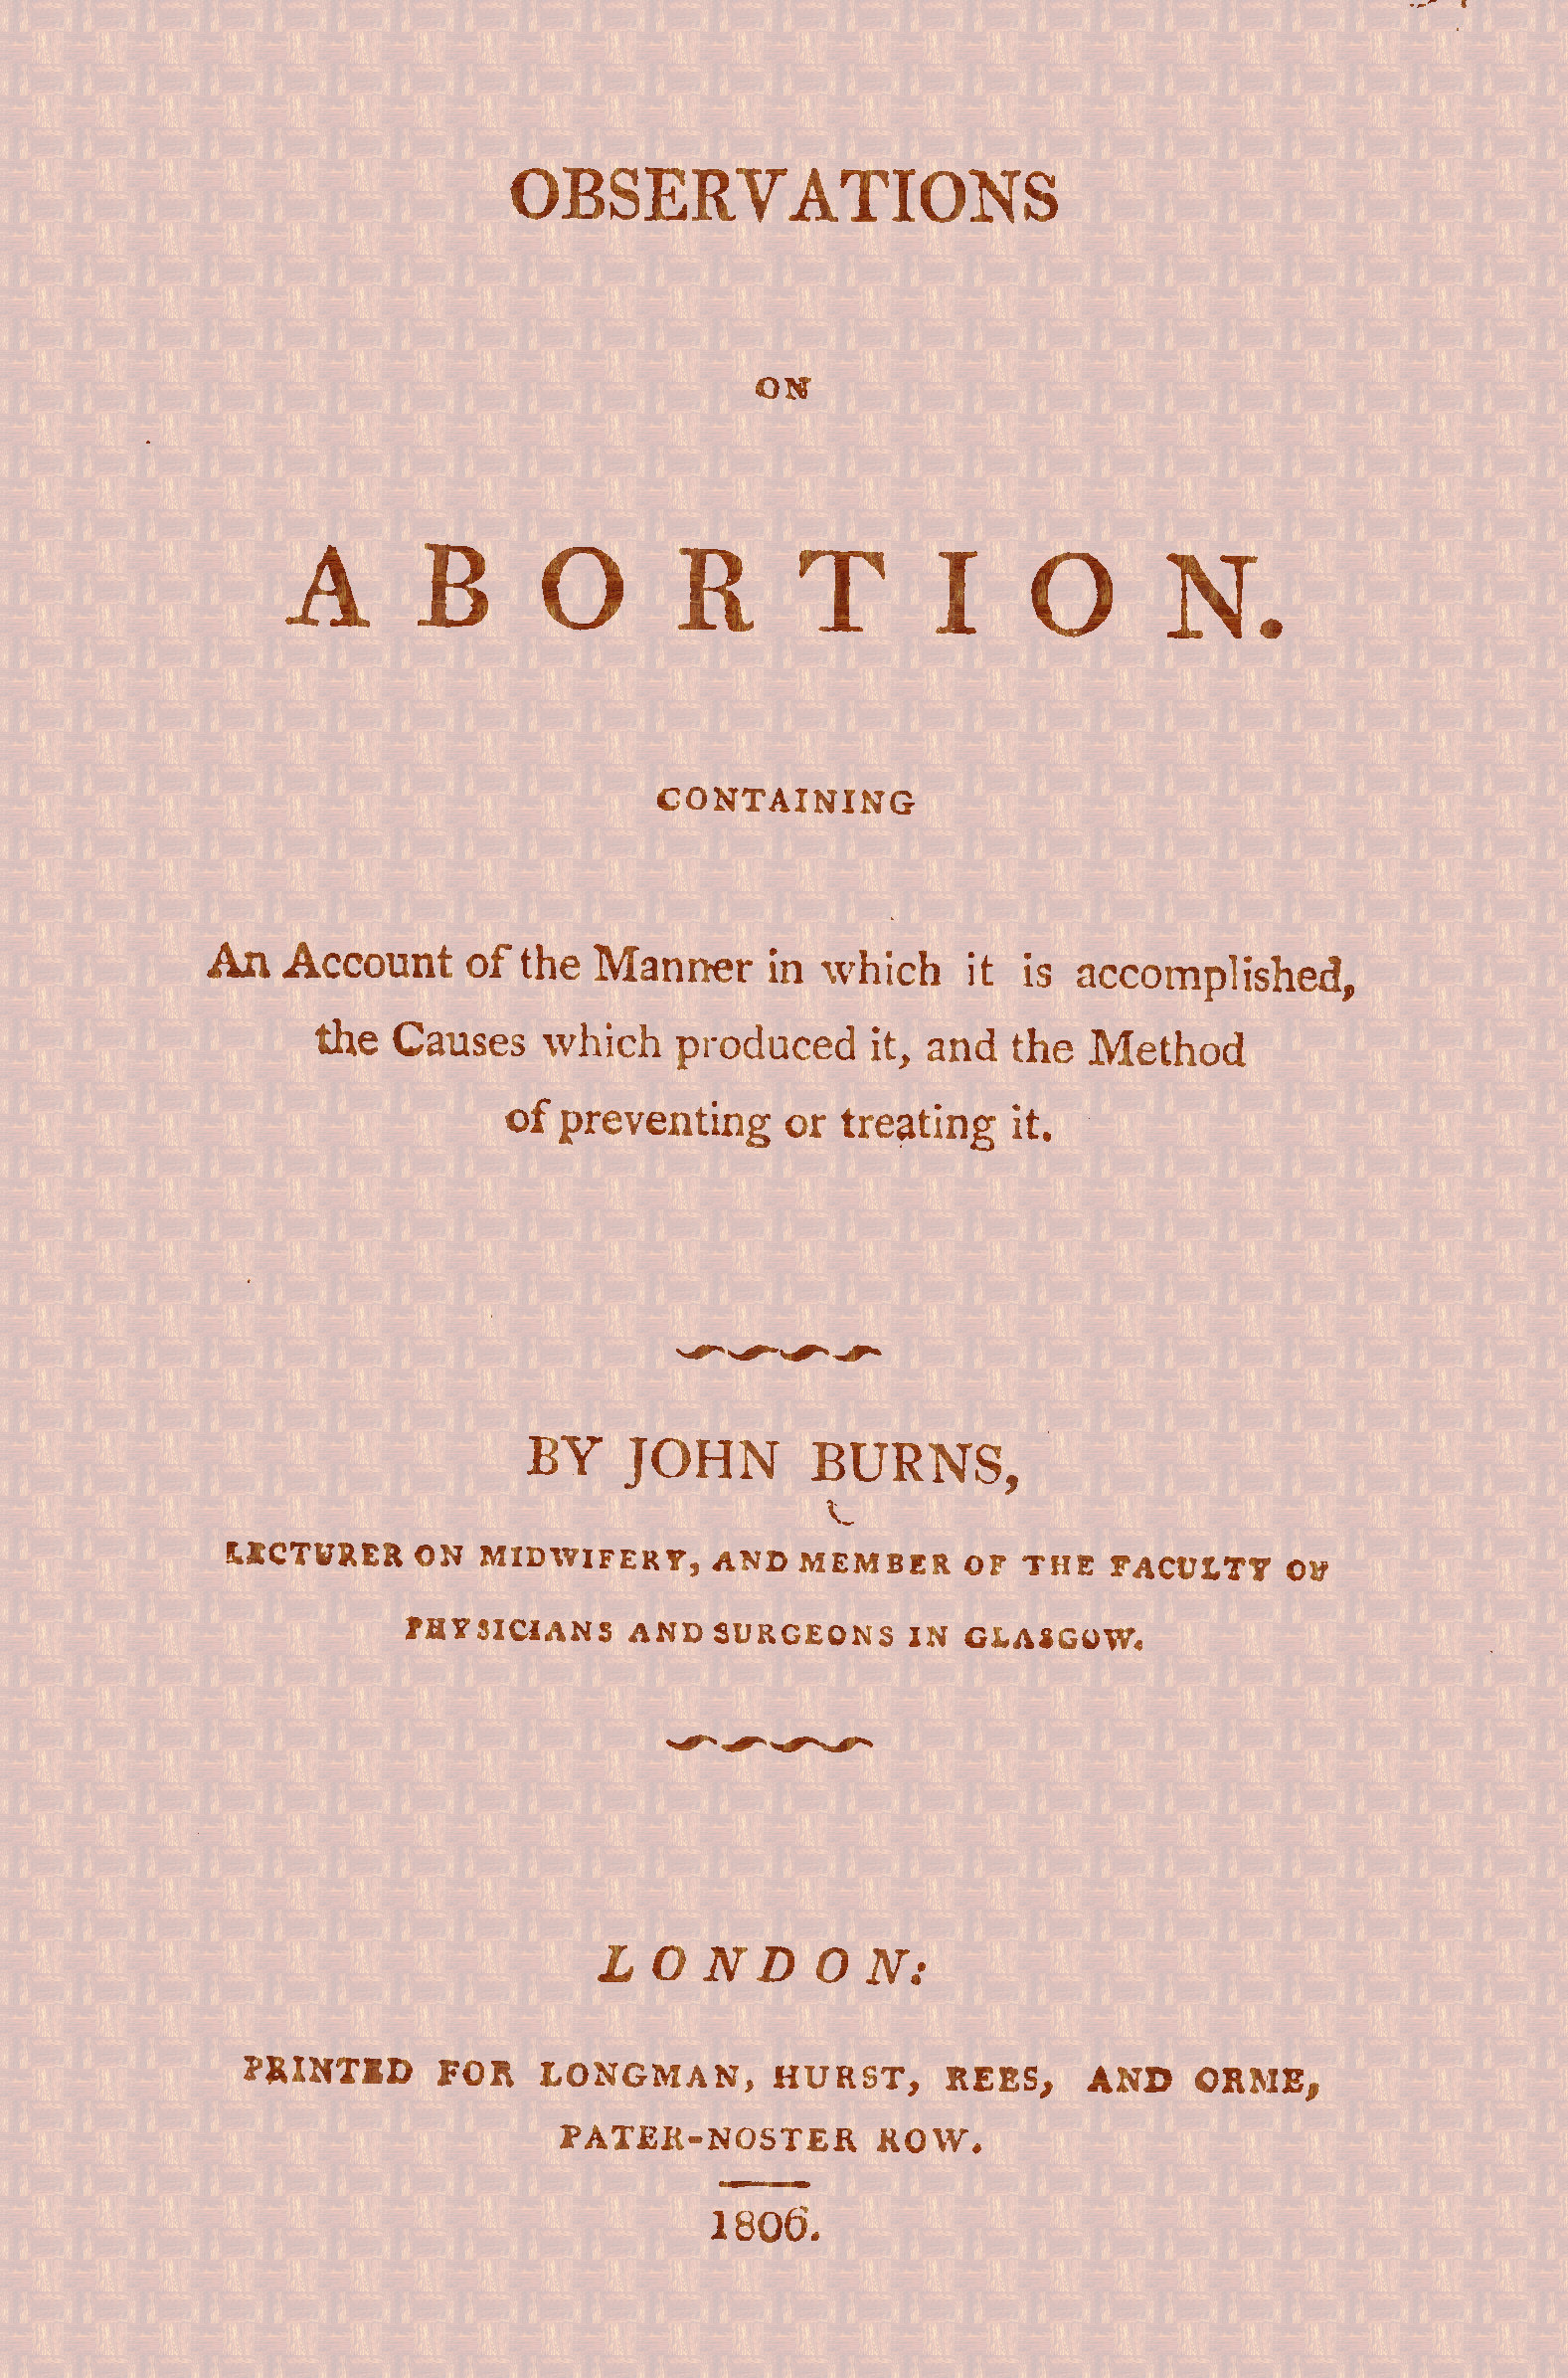 OBSERVATIONS
ON
ABORTION.
CONTAINING
An Account of the Manner in which it is accomplished,
the Causes which produced it, and the Method
of preventing or treating it.
BY JOHN BURNS,
LECTURER ON MIDWIFERY, AND MEMBER OF THE FACULTY OF
PHYSICIANS AND SURGEONS IN GLASGOW.
LONDON:
PRINTED FOR LONGMAN, HURST, REES, AND ORME,
PATER-NOSTER ROW.
1806.